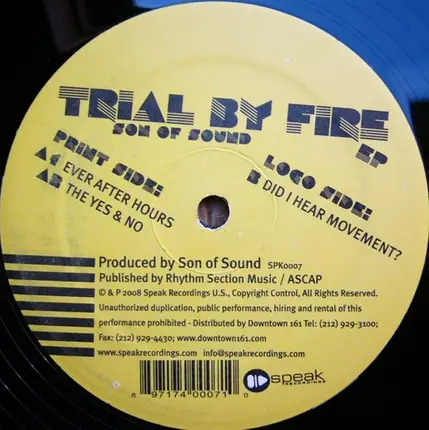 TRIAL BY FIRE
SON OF SOUND
EP
PRINT SIDE:
A1 EVER AFTER HOURS
A2 THE YES & NO
LOGO SIDE:
B DID I HEAR MOVEMENT?
Produced by Son of Sound SPK0007
Published by Rhythm Section Music / ASCAP
© & P 2008 Speak Recordings U.S., Copyright Control, All Rights Reserved.
Unauthorized duplication, public performance, hiring and rental of this
performance prohibited - Distributed by Downtown 161 Tel: (212) 929-3100;
Fax: (212) 929-4430; www.downtown161.com
www.speakrecordings.com info@speakrecordings.com
8 97174 00071 0
speak
RECORDINGS